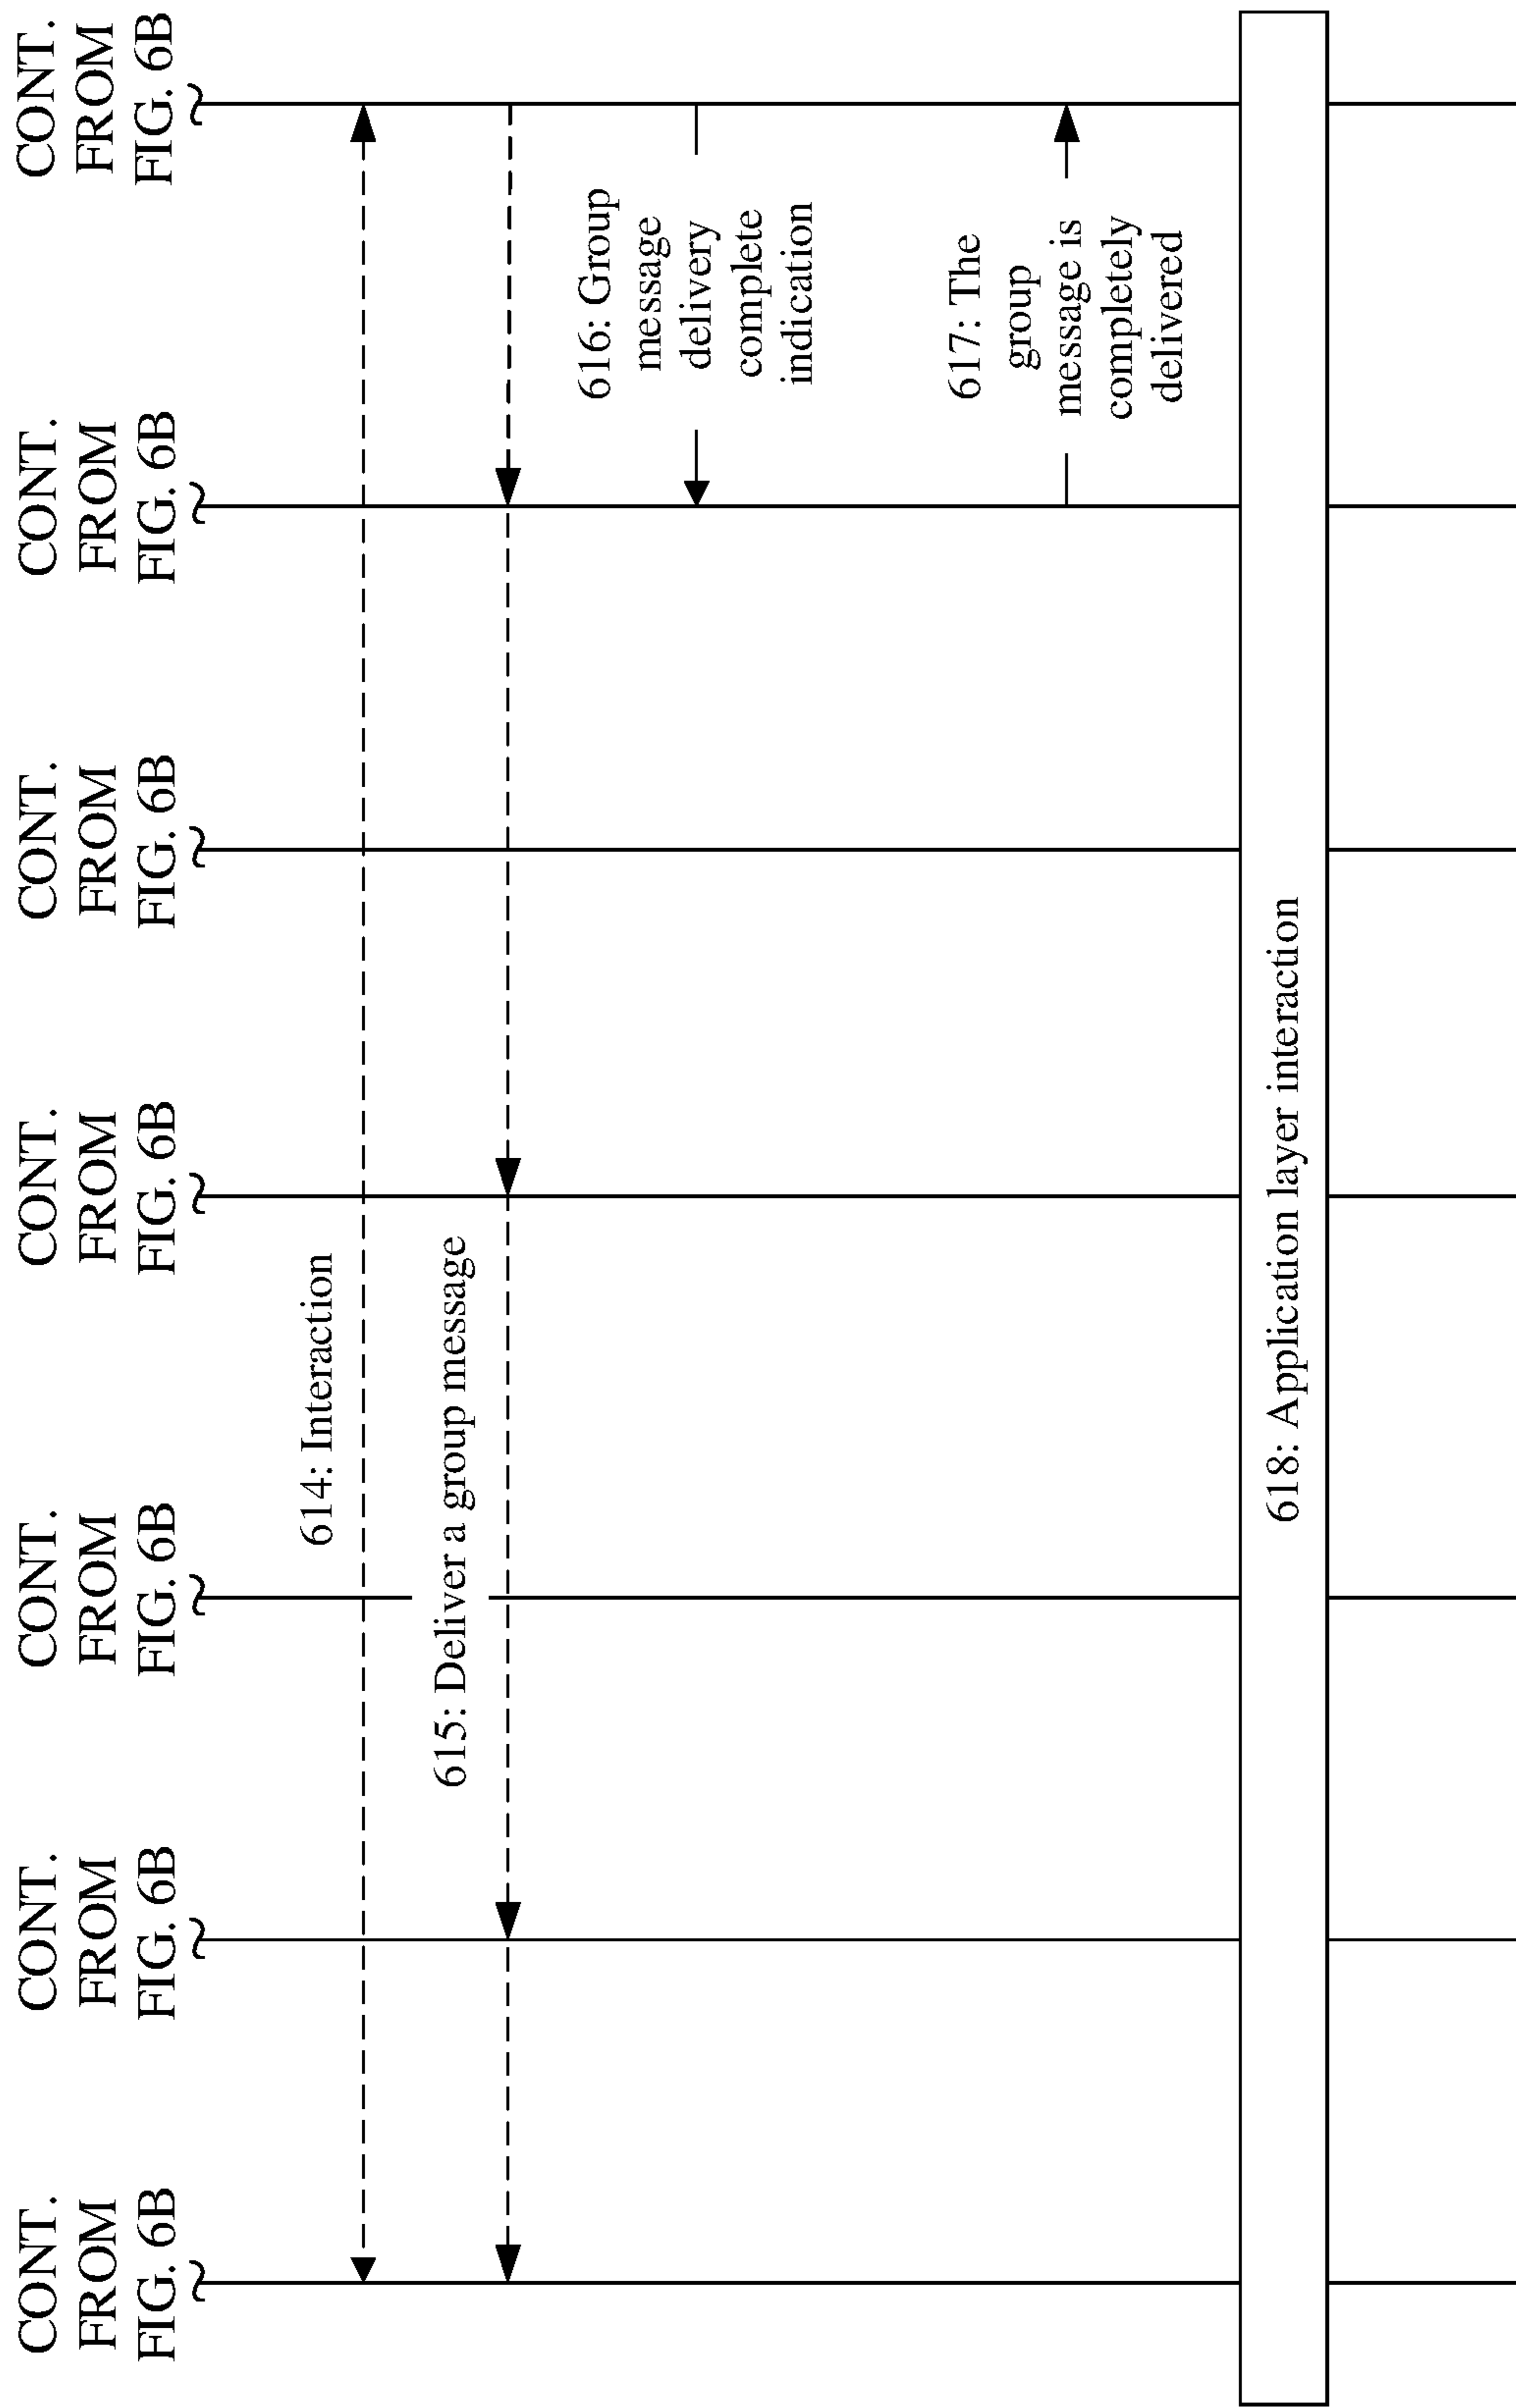 CONT.
FROM
FIG. 6B
CONT.
FROM
FIG. 6B
CONT.
FROM
FIG. 6B
CONT.
FROM
FIG. 6B
CONT.
FROM
FIG. 6B
CONT.
FROM
FIG. 6B
CONT.
FROM
FIG. 6B
614: Interaction
615: Deliver a group message
616: Group
message
delivery
complete
indication
617: The
group
message is
completely
delivered
618: Application layer interaction